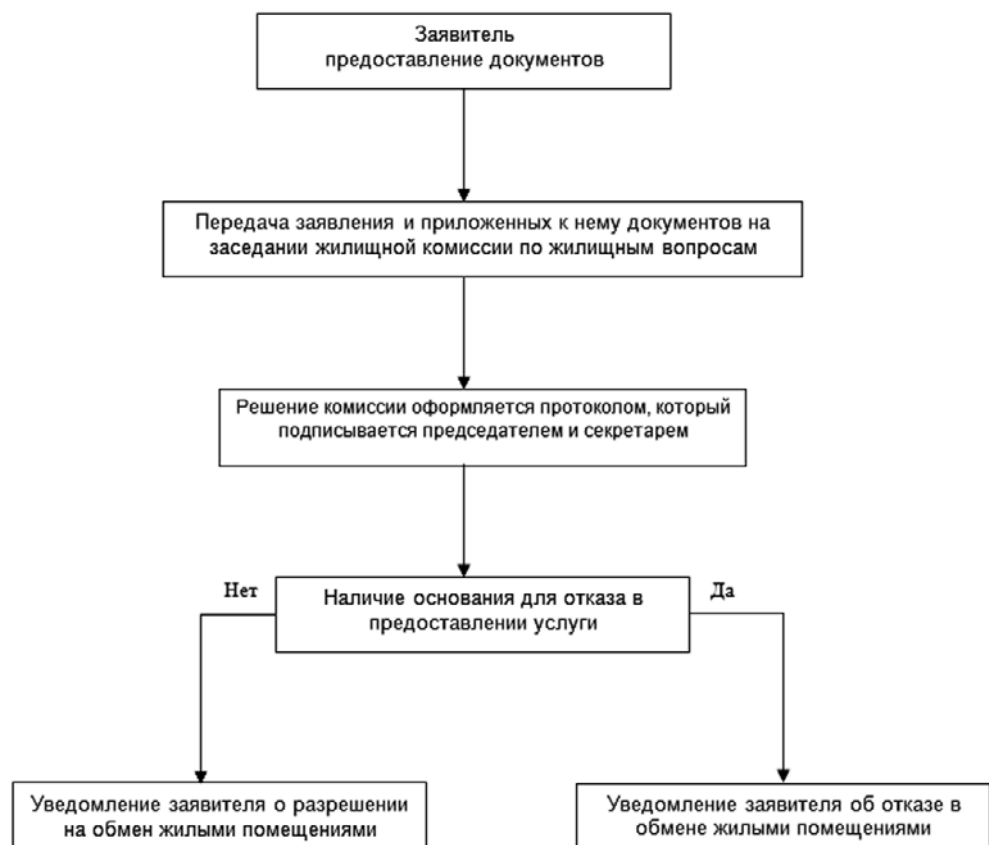 Заявитель
предоставление документов
Передача заявления и приложенных к нему документов на
заседании жилищной комиссии по жилищным вопросам
Решение комиссии оформляется протоколом, который
подписывается председателем и секретарем
Нет
Наличие основания для отказа в
предоставлении услуги
Да
Уведомление заявителя о разрешении
на обмен жилыми помещениями
Уведомление заявителя об отказе в
обмене жилыми помещениями